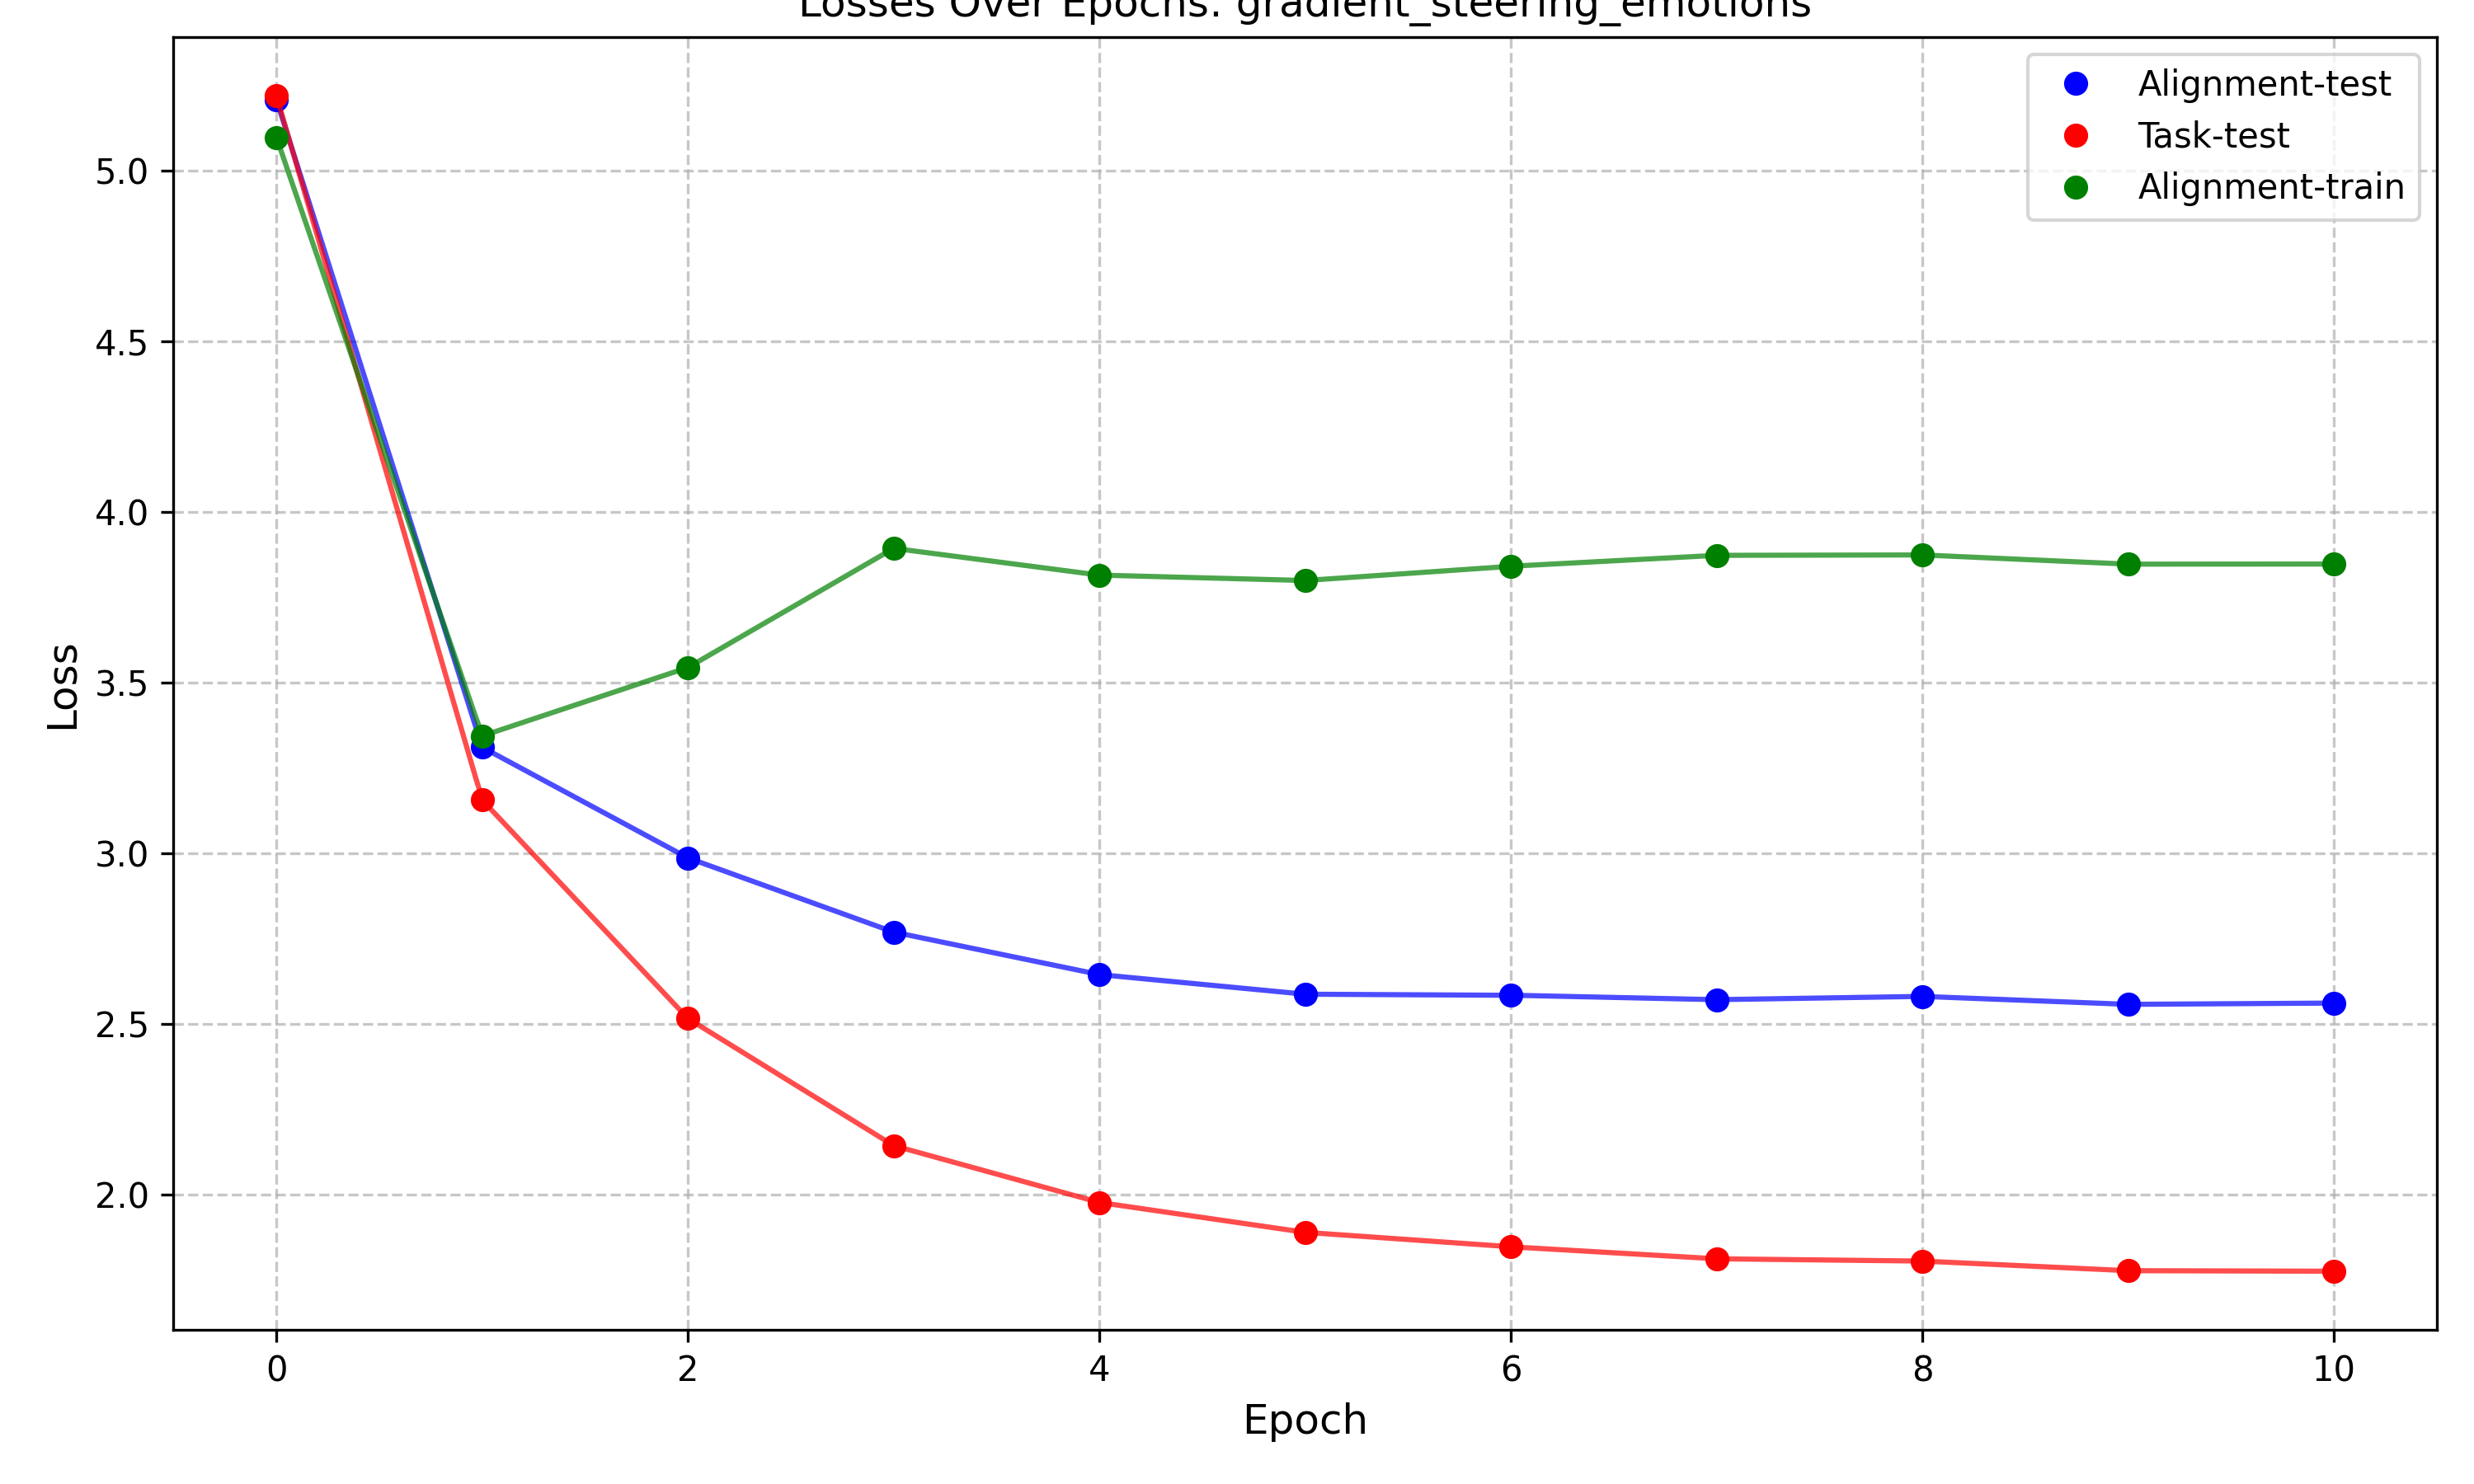 Losses Over Epochs: gradient_steering_emotions
Alignment-test
Task-test
Alignment-train
5.0
4.5
4.0
3.5
3.0
2.5
2.0
Loss
0 2 4 6 8 10
Epoch